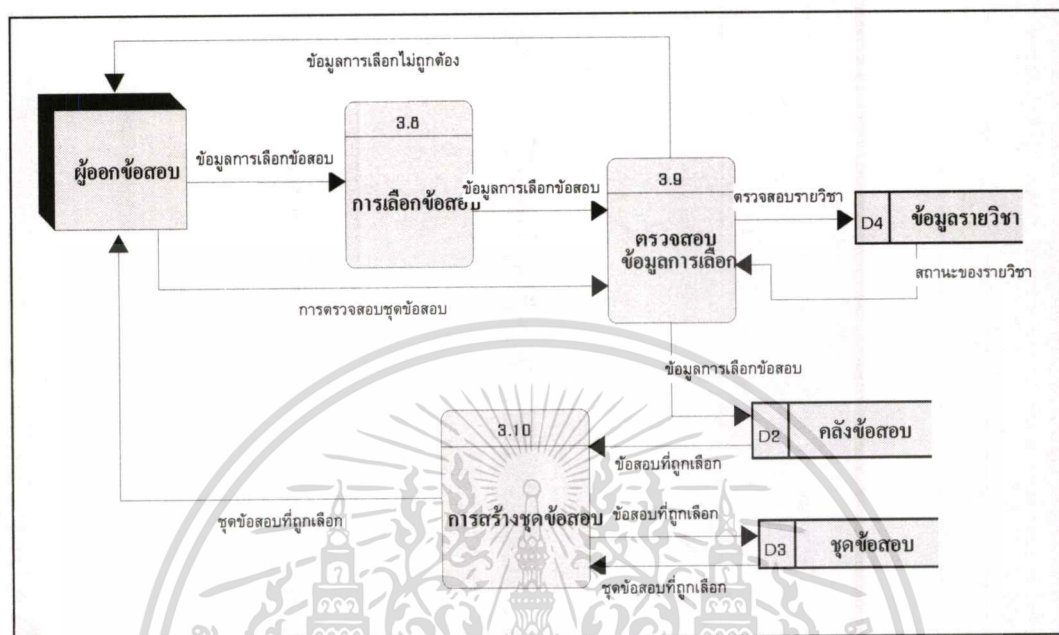 ข้อมูลการเลือกไม่ถูกต้อง
ผู้ออกข้อสอบ
ข้อมูลการเลือกข้อสอบ
3.8
การเลือกข้อสอบ
ข้อมูลการเลือกข้อสอบ
3.9
ตรวจสอบ
ข้อมูลการเลือก
ตรวจสอบรายวิชา
D4
ข้อมูลรายวิชา
สถานะของรายวิชา
การตรวจสอบชุดข้อสอบ
ข้อมูลการเลือกข้อสอบ
D2
คลังข้อสอบ
ข้อสอบที่ถูกเลือก
3.10
การสร้างชุดข้อสอบ
ชุดข้อสอบที่ถูกเลือก
ข้อสอบที่ถูกเลือก
D3
ชุดข้อสอบ
ชุดข้อสอบที่ถูกเลือก